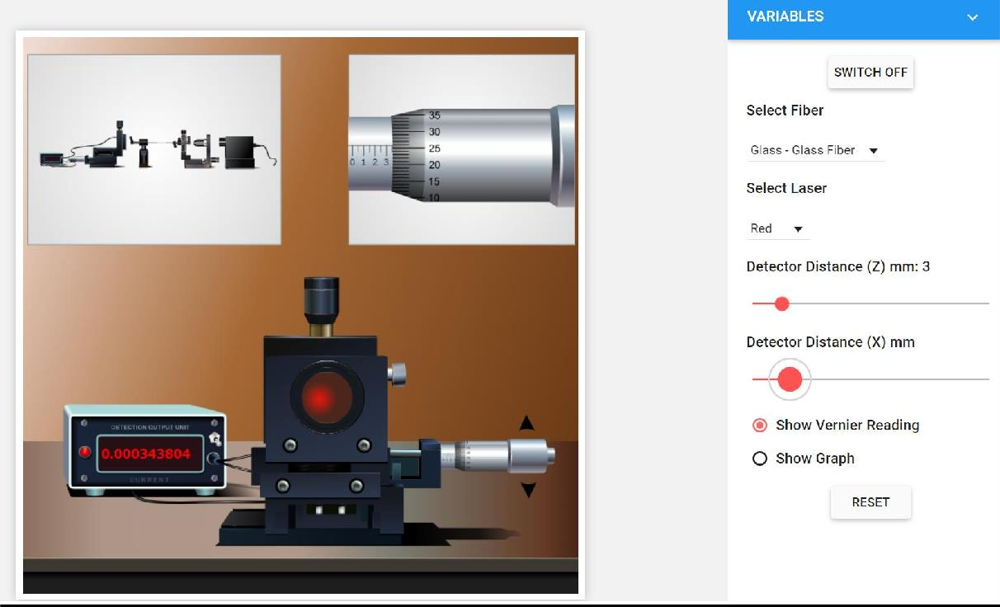 VARIABLES
SWITCH OFF
Select Fiber
Glass - Glass Fiber
Select Laser
Red
Detector Distance (Z) mm: 3
Detector Distance (X) mm
Show Vernier Reading
Show Graph
RESET
35
30
25
20
15
10
0 1 2 3
DETECTION OUTPUT UNIT
0.000343804
CURRENT